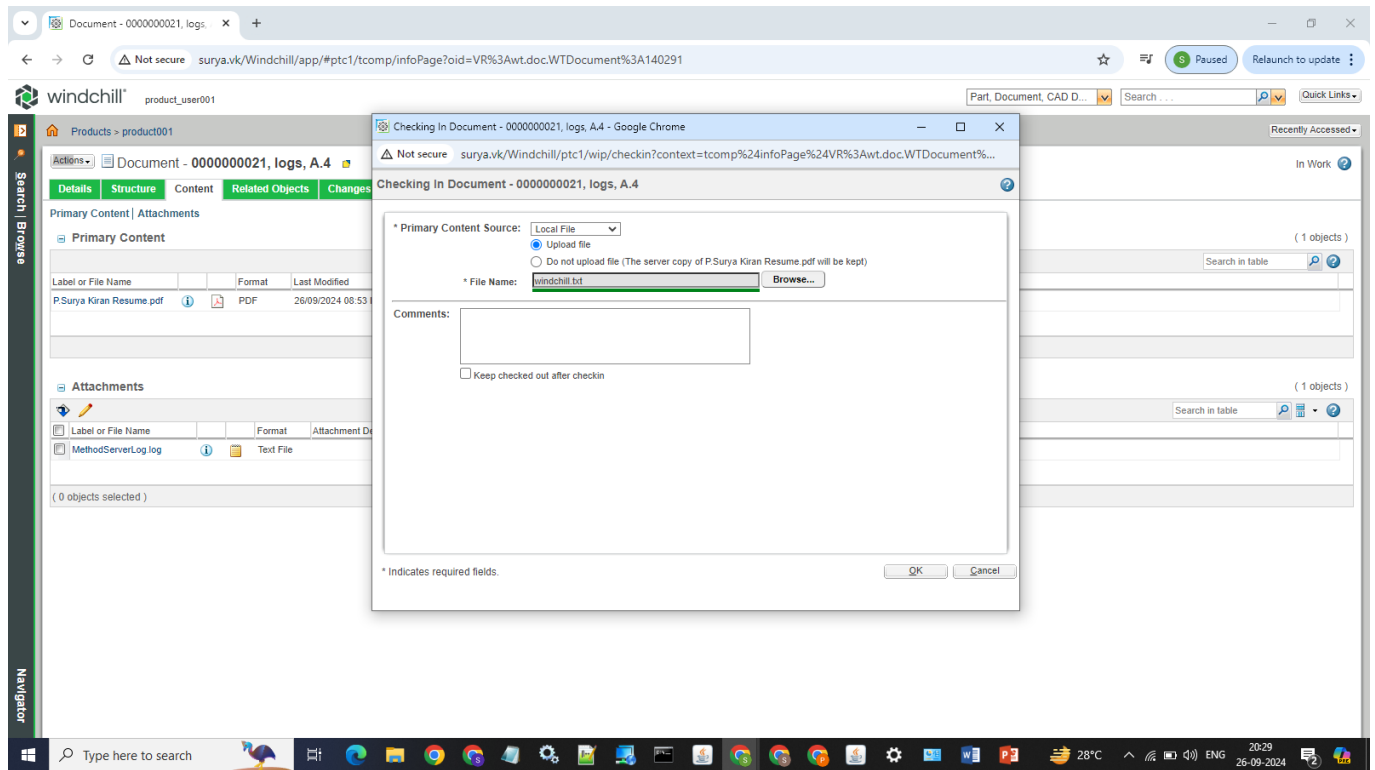 Document - 0000000021, logs,
Not secure surya.vk/Windchill/app/#ptc1/tcomp/infoPage?oid=VR%3Awt.doc.WTDocument%3A140291
S Paused Relaunch to update
windchill product_user001
Part, Document, CAD D... Search . . . Quick Links
Products > product001
Recently Accessed
Actions Document - 0000000021, logs, A.4
In Work
Details Structure Content Related Objects Changes
Primary Content | Attachments
Primary Content
( 1 objects )
Search in table
Label or File Name Format Last Modified
P.Surya Kiran Resume.pdf PDF 26/09/2024 08:53
Attachments
( 1 objects )
Search in table
Label or File Name Format Attachment De
MethodServerLog.log Text File
( 0 objects selected )
Search | Browse
Navigator
Checking In Document - 0000000021, logs, A.4 - Google Chrome
Not secure surya.vk/Windchill/ptc1/wip/checkin?context=tcomp%24infoPage%24VR%3Awt.doc.WTDocument%...
Checking In Document - 0000000021, logs, A.4
* Primary Content Source: Local File
Upload file
Do not upload file (The server copy of P.Surya Kiran Resume.pdf will be kept)
* File Name: windchill.txt Browse...
Comments:
Keep checked out after checkin
* Indicates required fields.
OK Cancel
Type here to search
28°C ENG 20:29
26-09-2024
2